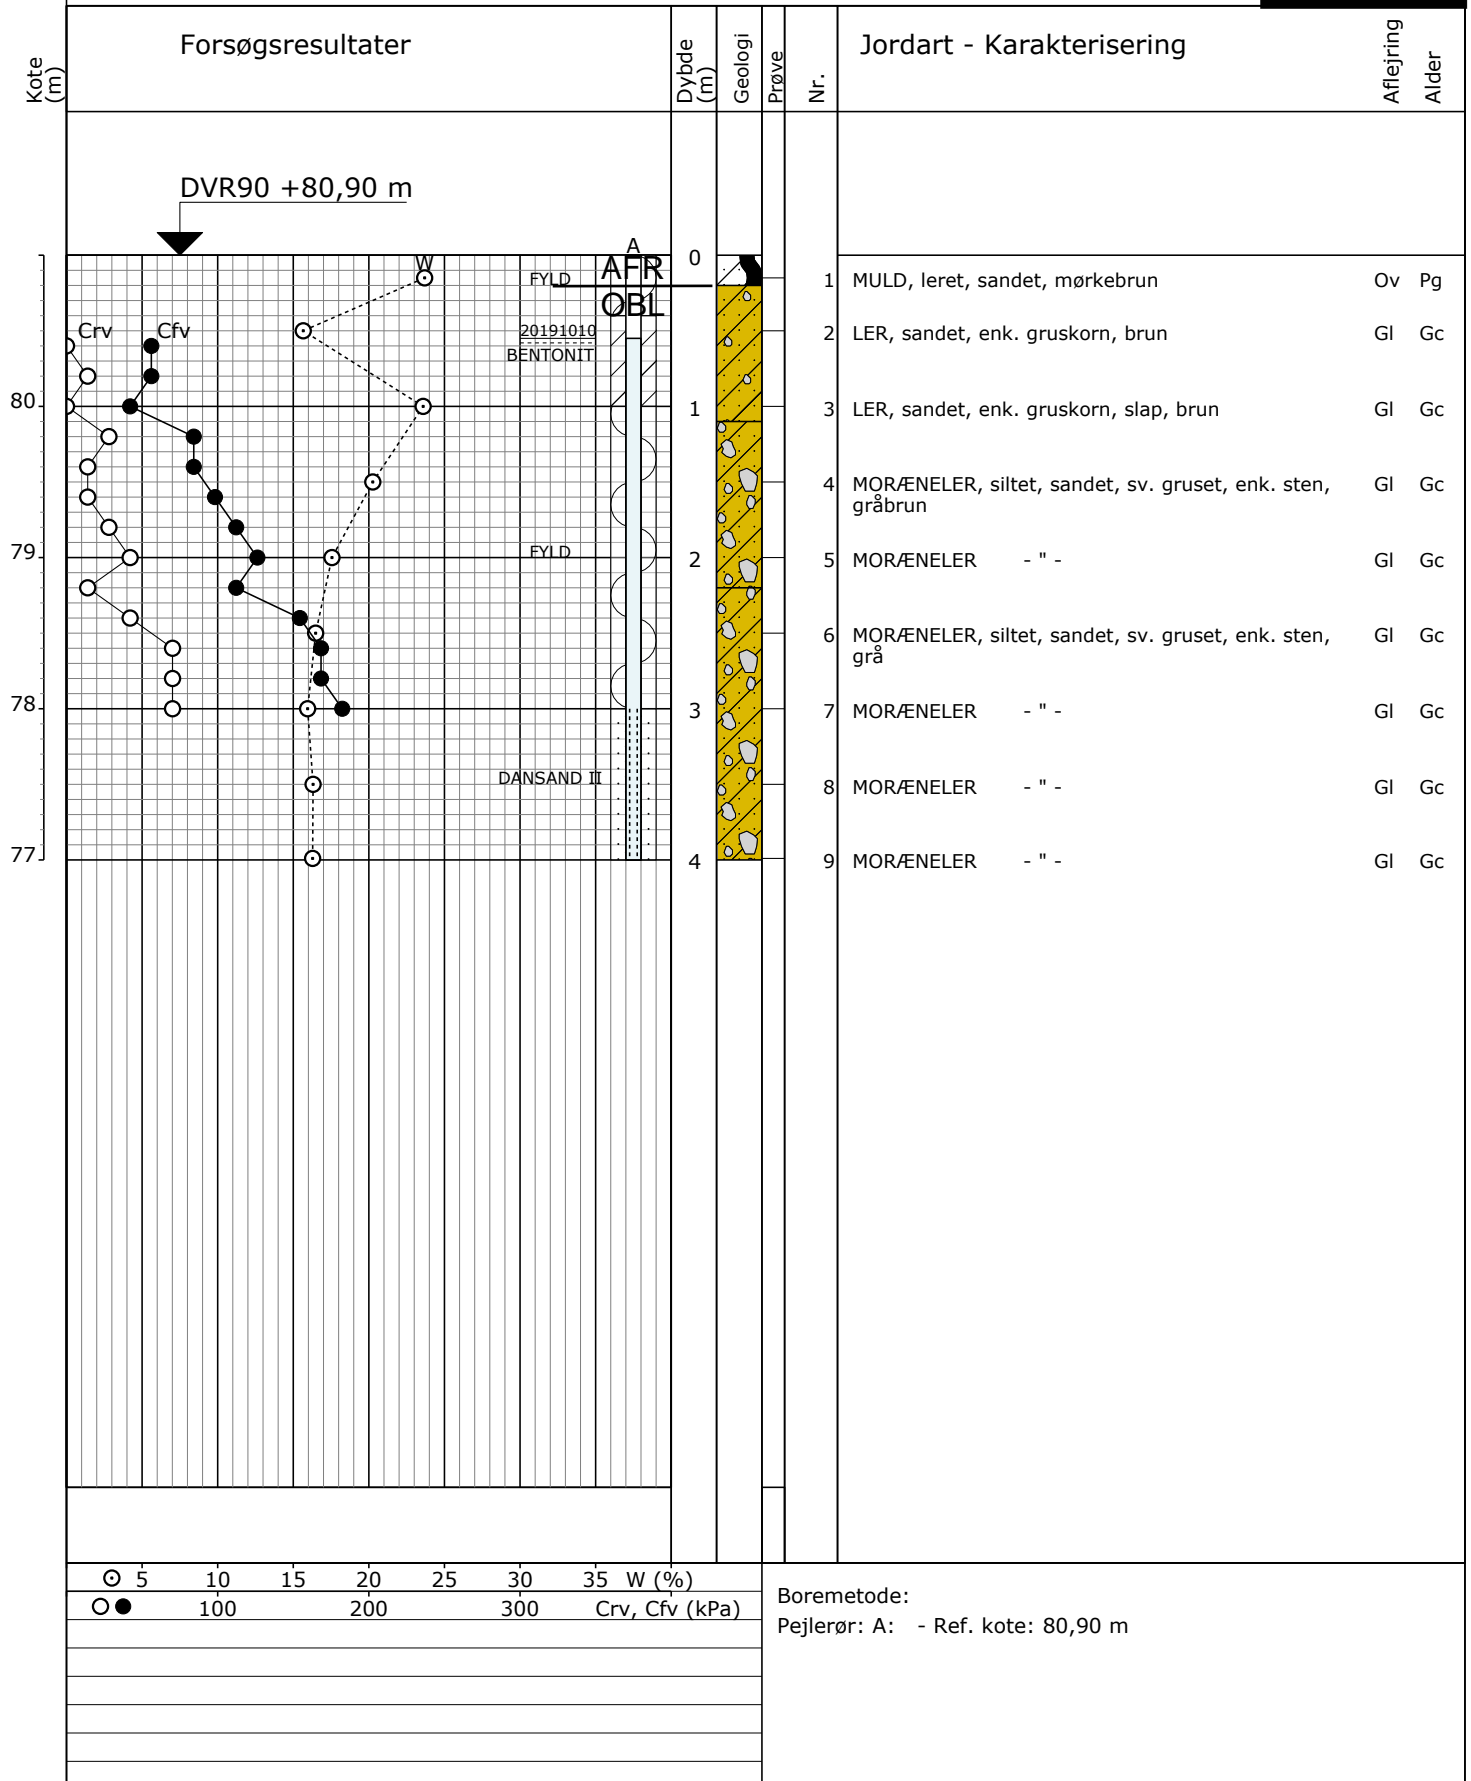 Kote
(m)
Forsøgsresultater
Dybde
(m)
Geologi
Prøve
Nr.
Jordart - Karakterisering
Aflejring
Alder
DVR90 +80,90 m
A
0
W
FYLD
AFR
OBL
1 MULD, leret, sandet, mørkebrun Ov Pg
Crv
Cfv
20191010
BENTONIT
2 LER, sandet, enk. gruskorn, brun Gl Gc
80
1
3 LER, sandet, enk. gruskorn, slap, brun Gl Gc
4 MORÆNELER, siltet, sandet, sv. gruset, enk. sten, Gl Gc
gråbrun
79
FYLD
2
5 MORÆNELER - " - Gl Gc
6 MORÆNELER, siltet, sandet, sv. gruset, enk. sten, Gl Gc
grå
78
3
7 MORÆNELER - " - Gl Gc
DANSAND II
8 MORÆNELER - " - Gl Gc
77
4
9 MORÆNELER - " - Gl Gc
5 10 15 20 25 30 35 W (%)
100 200 300 Crv, Cfv (kPa)
Boremetode:
Pejlerør: A: - Ref. kote: 80,90 m